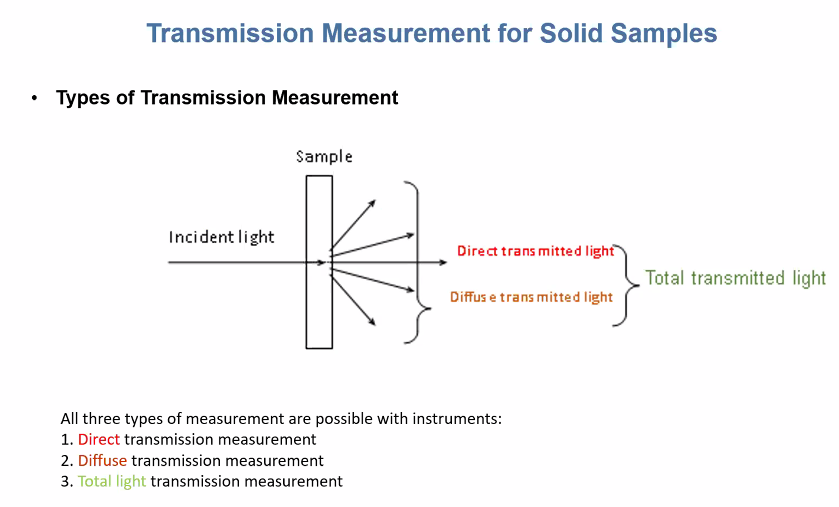 Transmission Measurement for Solid Samples
• Types of Transmission Measurement
Sample
Incident light
Direct transmitted light
Diffuse transmitted light
Total transmitted light
All three types of measurement are possible with instruments:
1. Direct transmission measurement
2. Diffuse transmission measurement
3. Total light transmission measurement